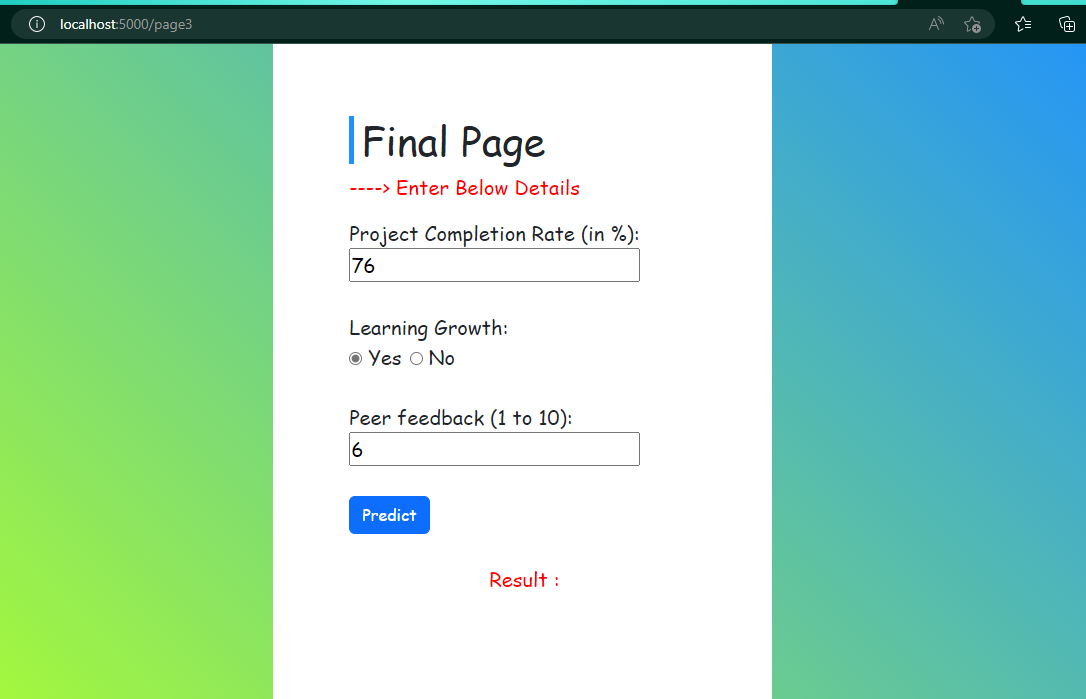 localhost:5000/page3
Final Page
----> Enter Below Details
Project Completion Rate (in %):
76
Learning Growth:
Yes No
Peer feedback (1 to 10):
6
Predict
Result :